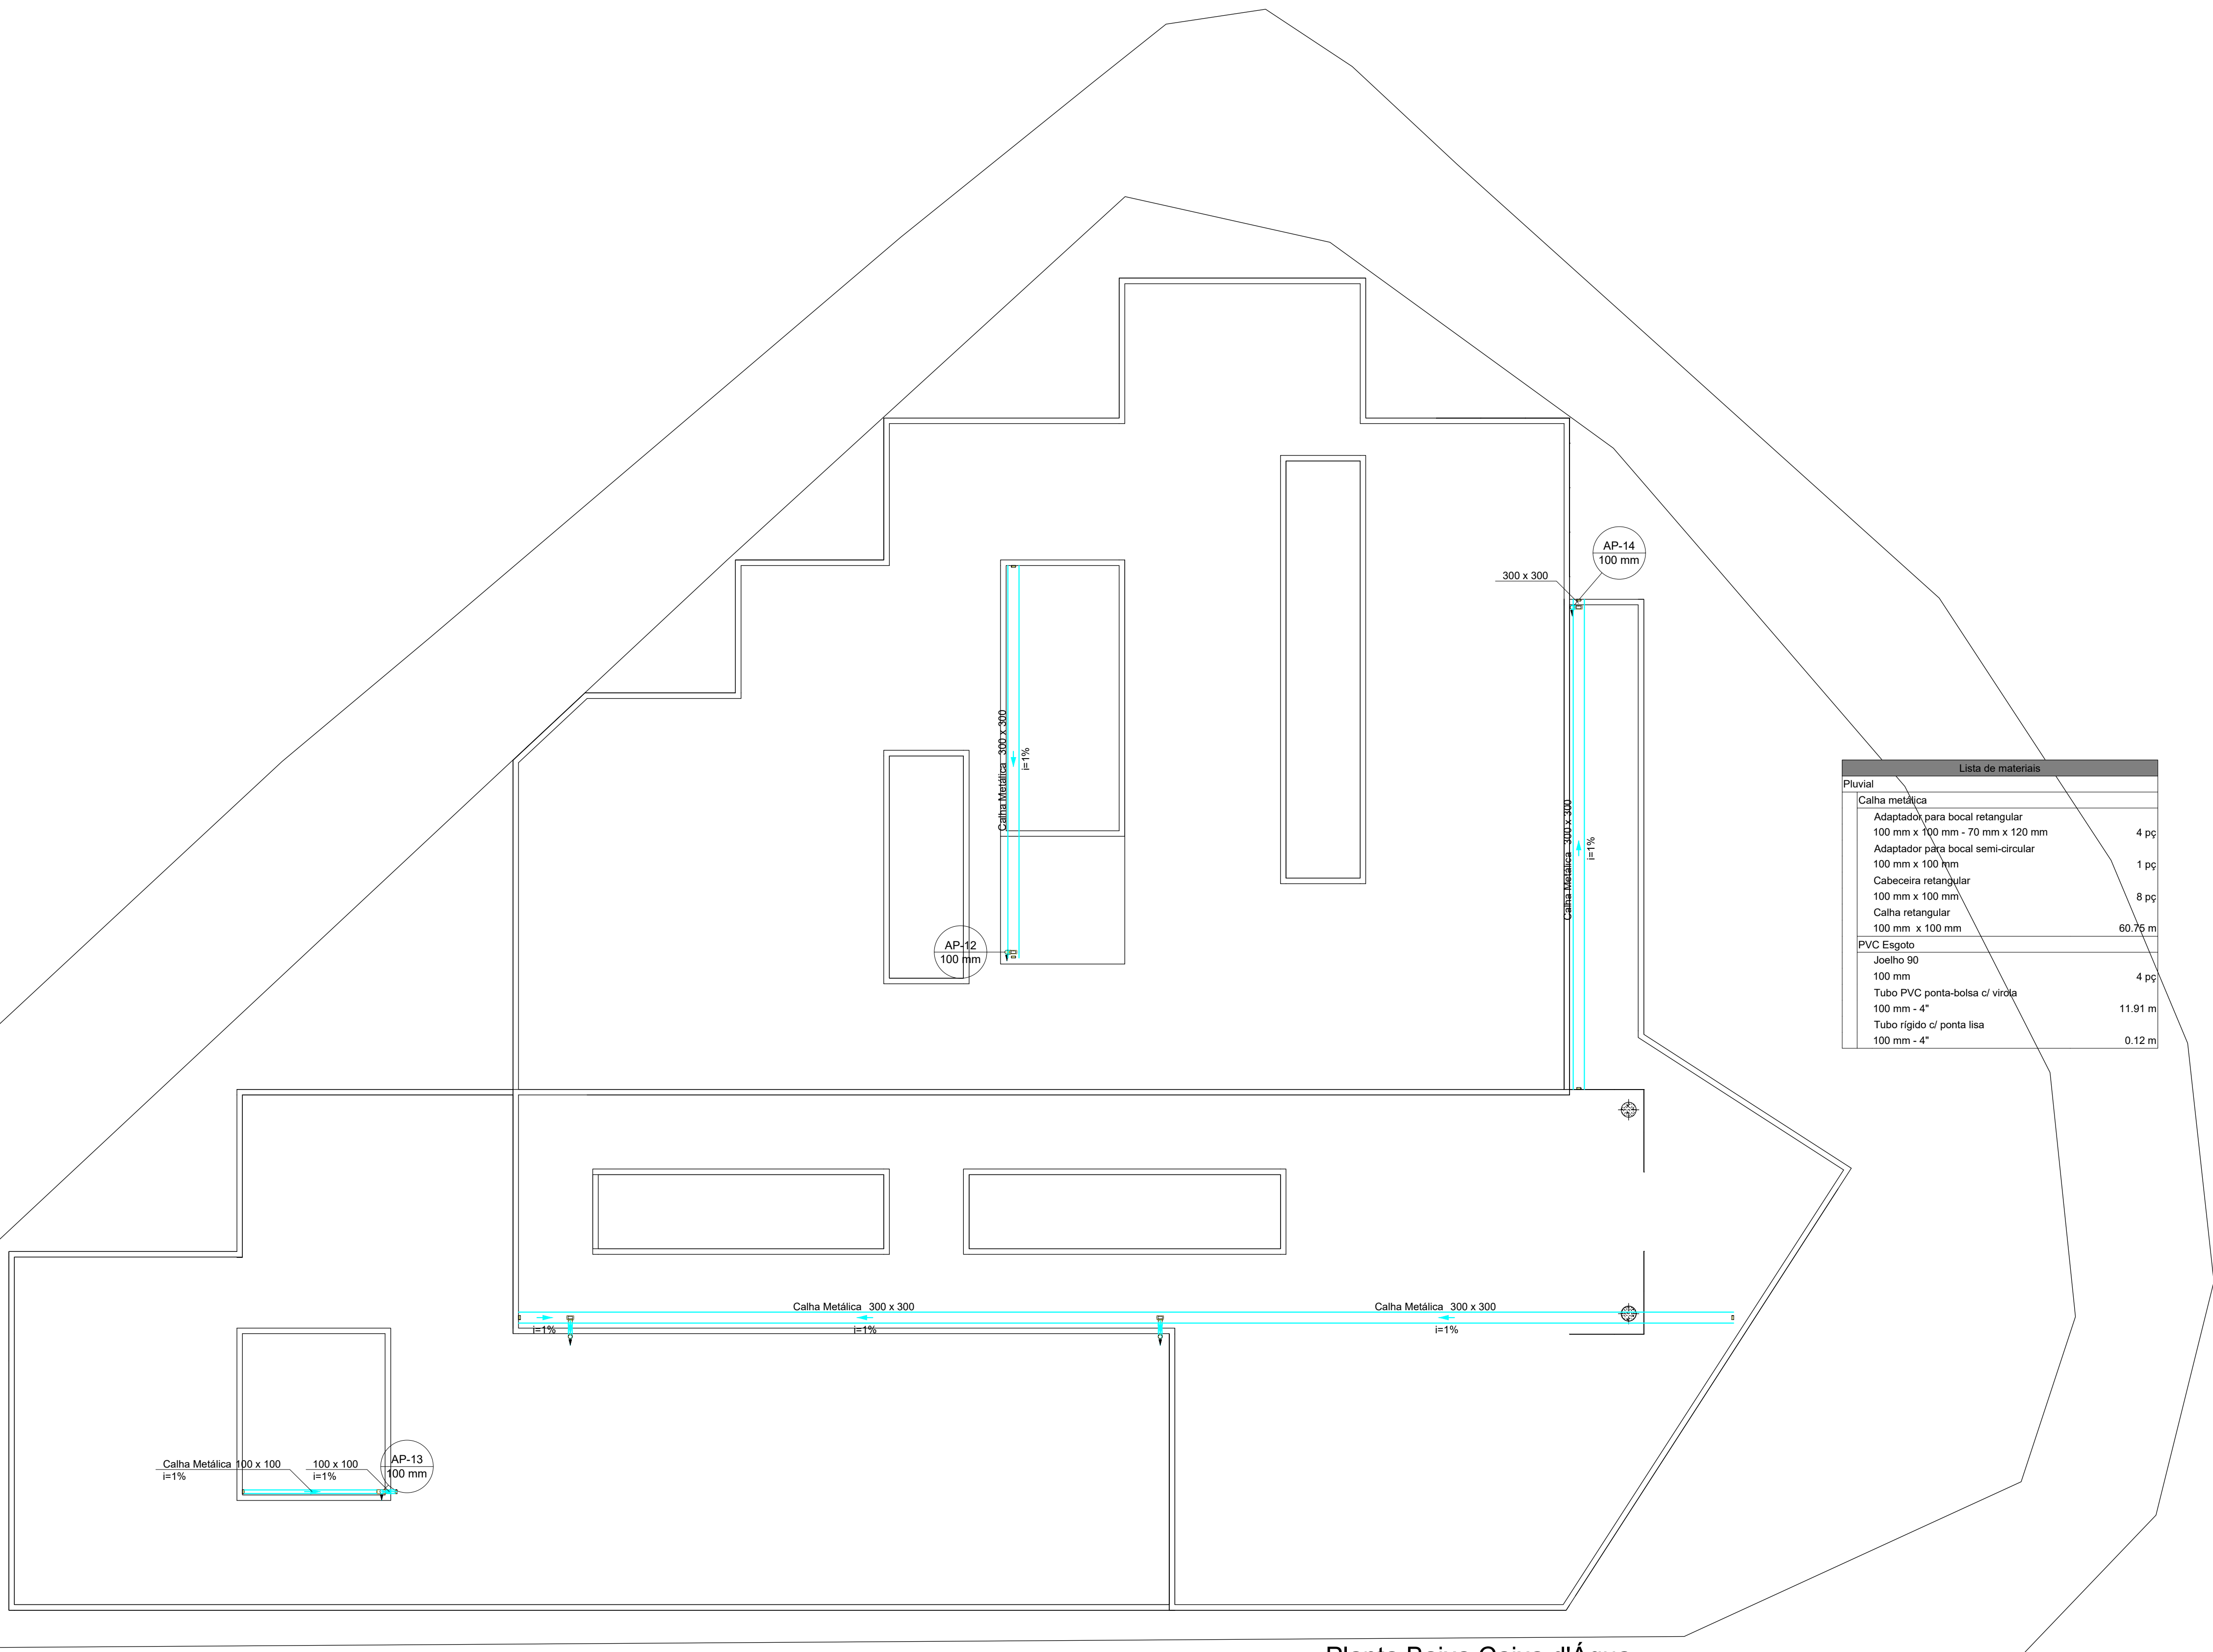 AP-14
100 mm
300 x 300
Calha Metálica 300 x 300
i=1%
Calha Metálica 300 x 300
i=1%
AP-12
100 mm
Lista de materiais
Pluvial
Calha metálica
Adaptador para bocal retangular
100 mm x 100 mm - 70 mm x 120 mm 4 pç
Adaptador para bocal semi-circular
100 mm x 100 mm 1 pç
Cabeceira retangular
100 mm x 100 mm 8 pç
Calha retangular
100 mm x 100 mm 60.75 m
PVC Esgoto
Joelho 90
100 mm 4 pç
Tubo PVC ponta-bolsa c/ virola
100 mm - 4" 11.91 m
Tubo rígido c/ ponta lisa
100 mm - 4" 0.12 m
Calha Metálica 300 x 300
Calha Metálica 300 x 300
i=1%
i=1%
i=1%
Calha Metálica 100 x 100
i=1%
100 x 100
i=1%
AP-13
100 mm
Planta Baixa Caixa d'Água